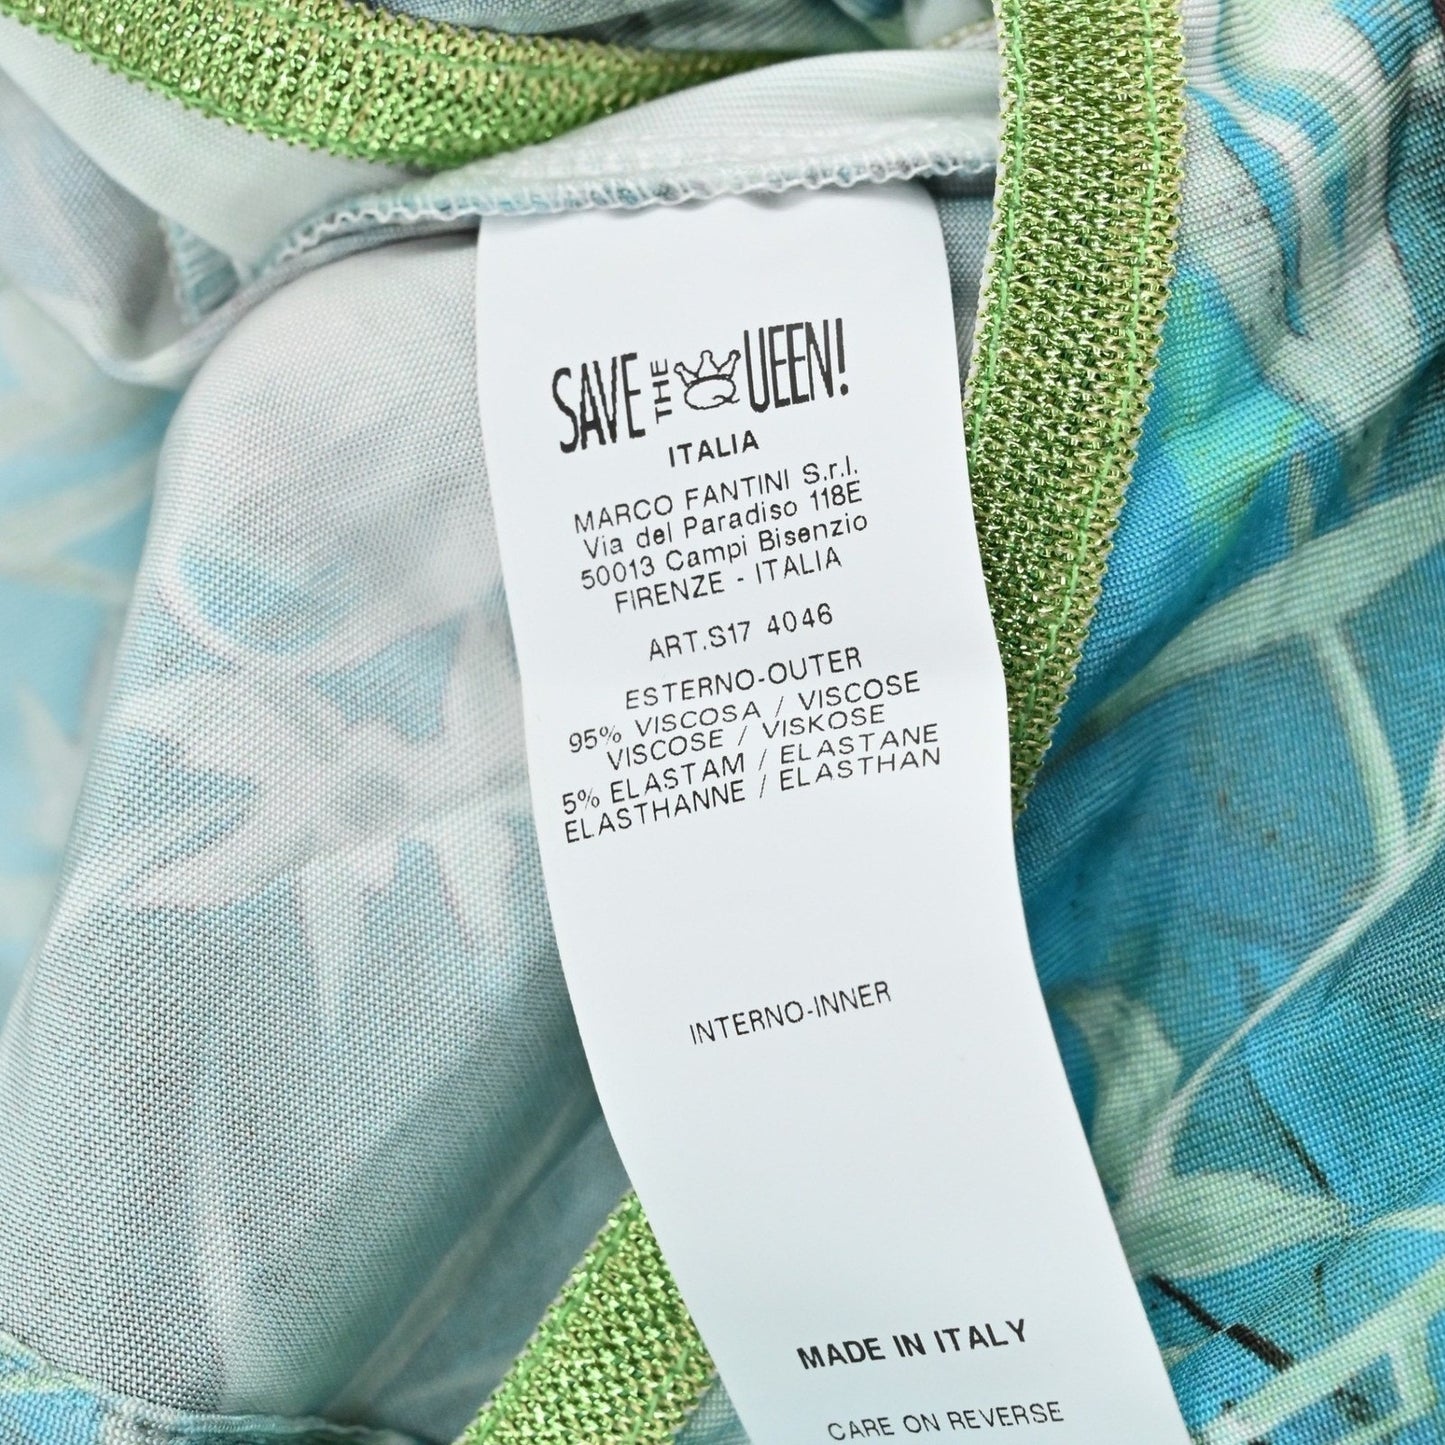 SAVE THE QUEEN!
ITALIA
MARCO FANTINI S.r.l.
Via del Paradiso 118E
50013 Campi Bisenzio
FIRENZE - ITALIA
ART.S17 4046
ESTERNO-OUTER
95% VISCOSA / VISCOSE
VISCOSE / VISKOSE
5% ELASTAM / ELASTANE
ELASTHANNE / ELASTHAN
INTERNO-INNER
MADE IN ITALY
CARE ON REVERSE